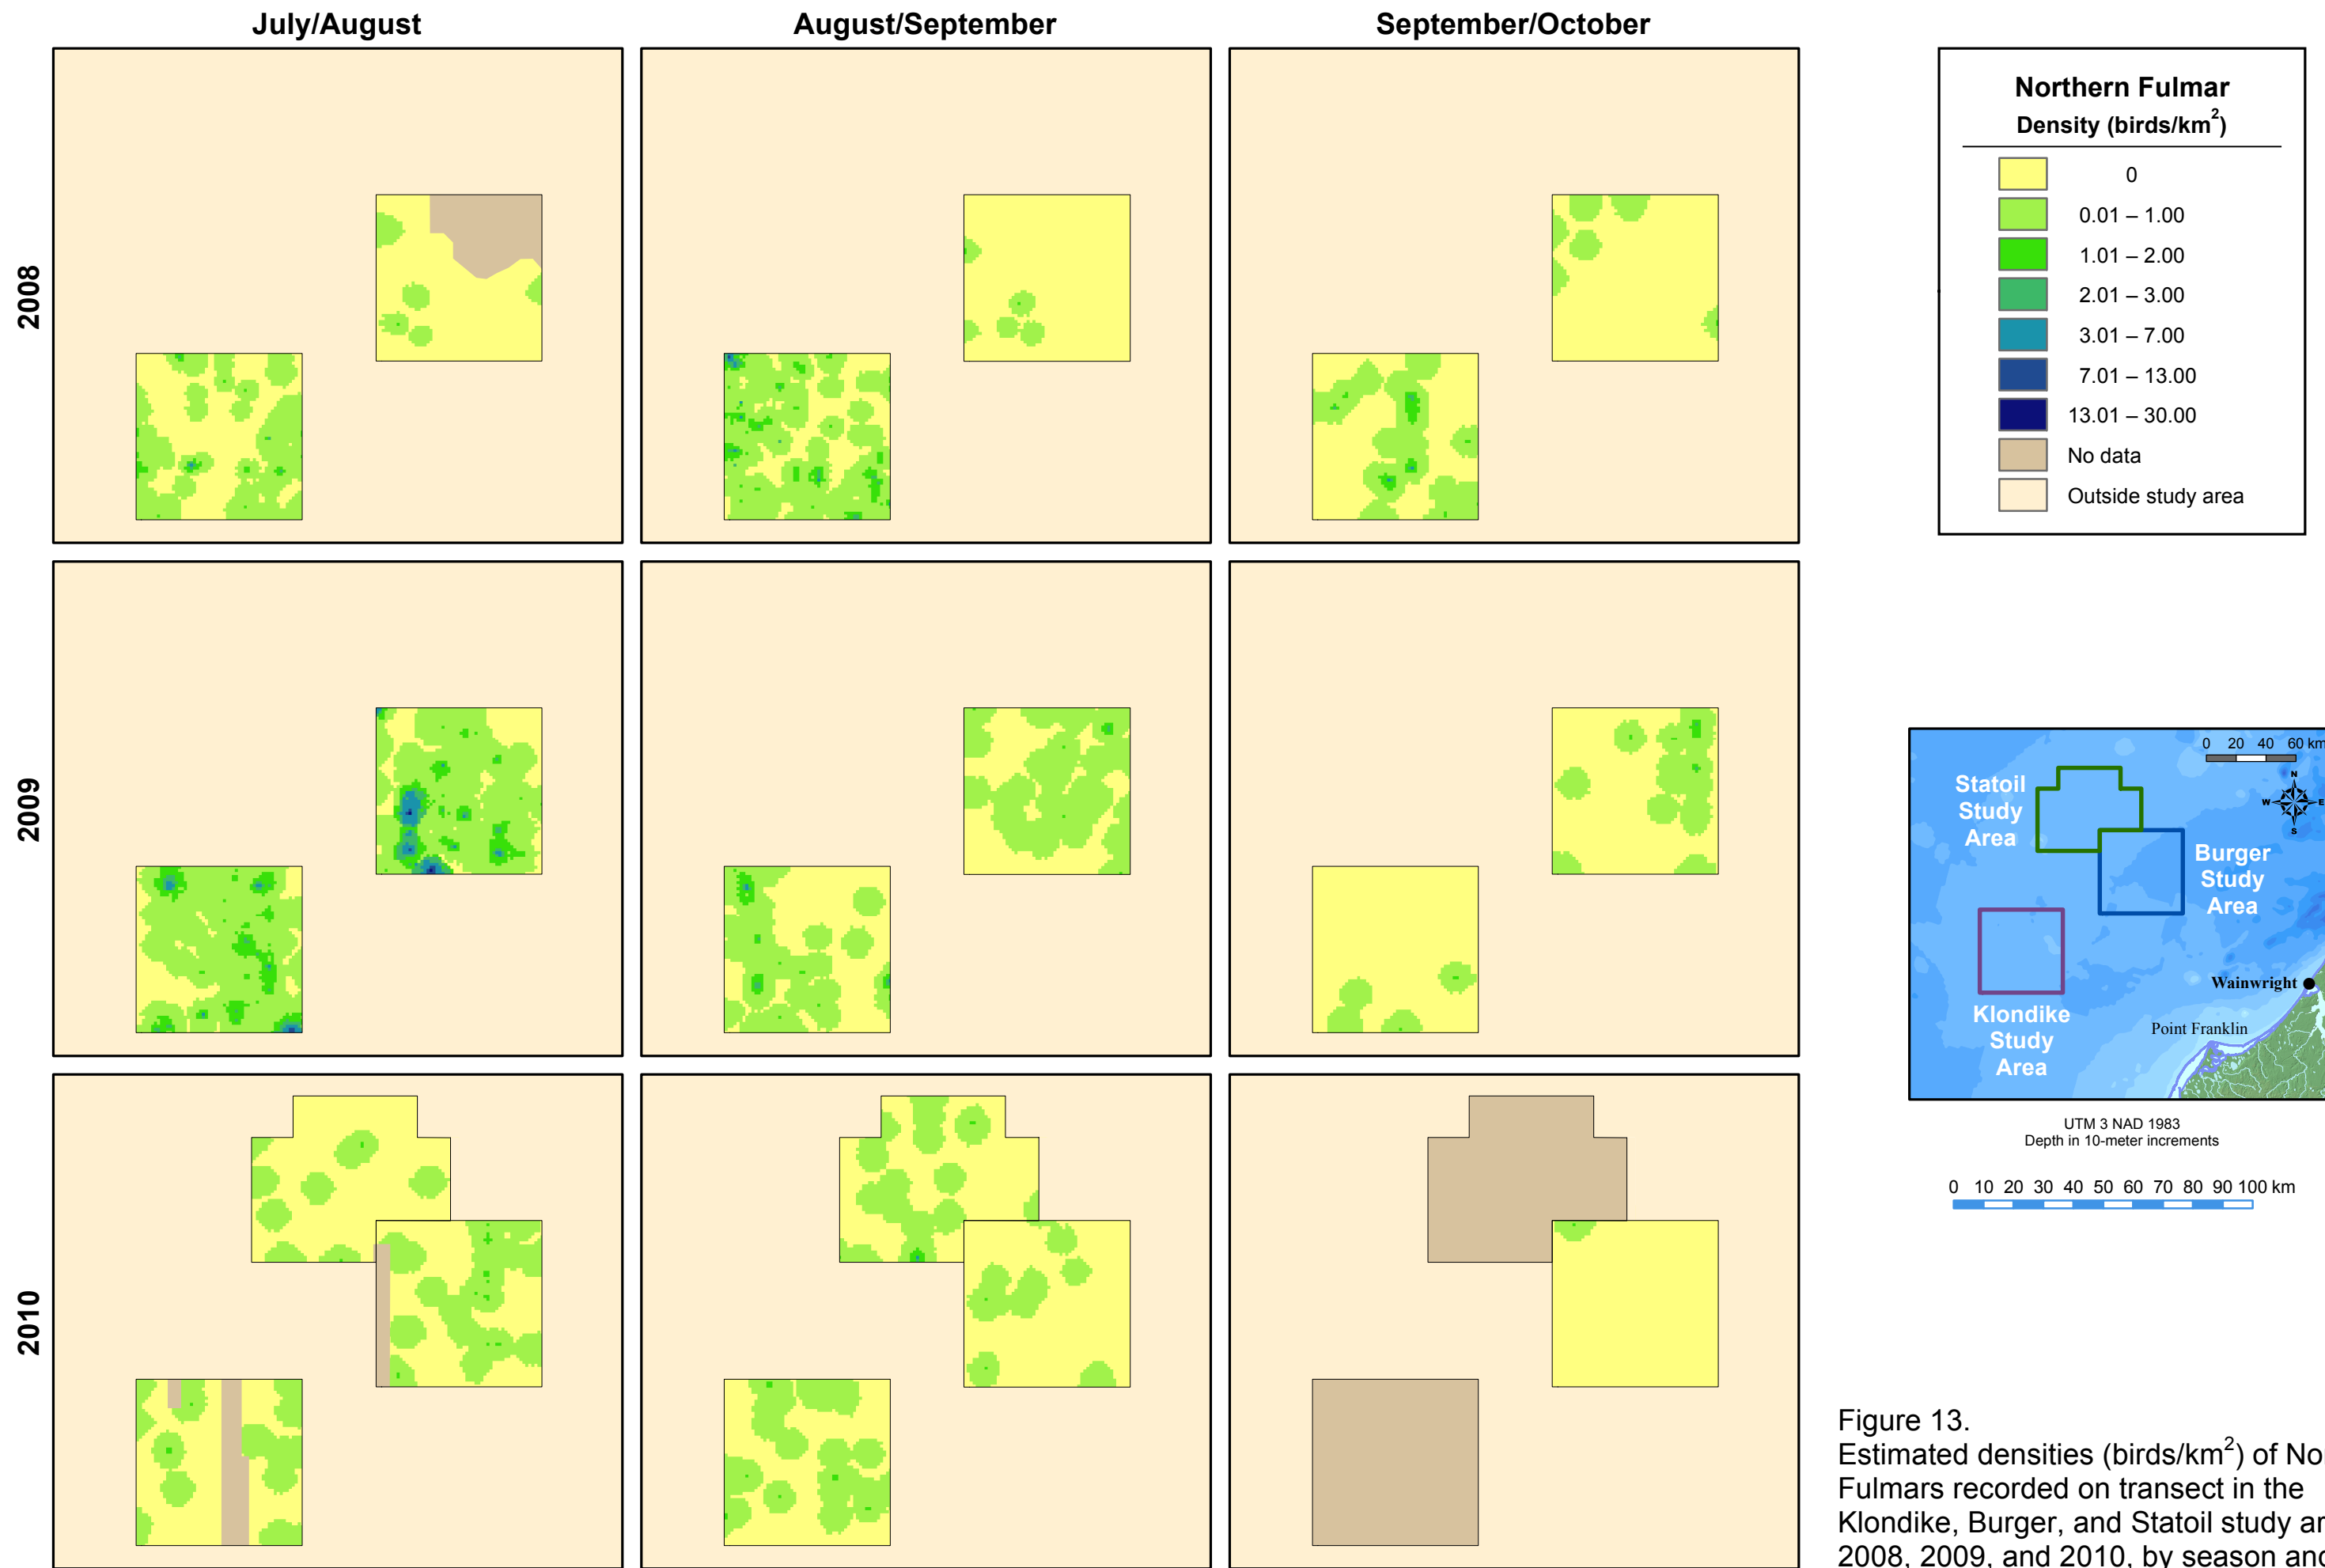 July/August
August/September
September/October
2008
2009
2010
Northern Fulmar
Density (birds/km²)
0
0.01 – 1.00
1.01 – 2.00
2.01 – 3.00
3.01 – 7.00
7.01 – 13.00
13.01 – 30.00
No data
Outside study area
0 20 40 60 km
N
W E
S
Statoil
Study
Area
Burger
Study
Area
Klondike
Study
Area
Wainwright
Point Franklin
UTM 3 NAD 1983
Depth in 10-meter increments
0 10 20 30 40 50 60 70 80 90 100 km
Figure 13.
Estimated densities (birds/km²) of
Fulmars recorded on transect in the
Klondike, Burger, and Statoil study
2008, 2009, and 2010, by season and